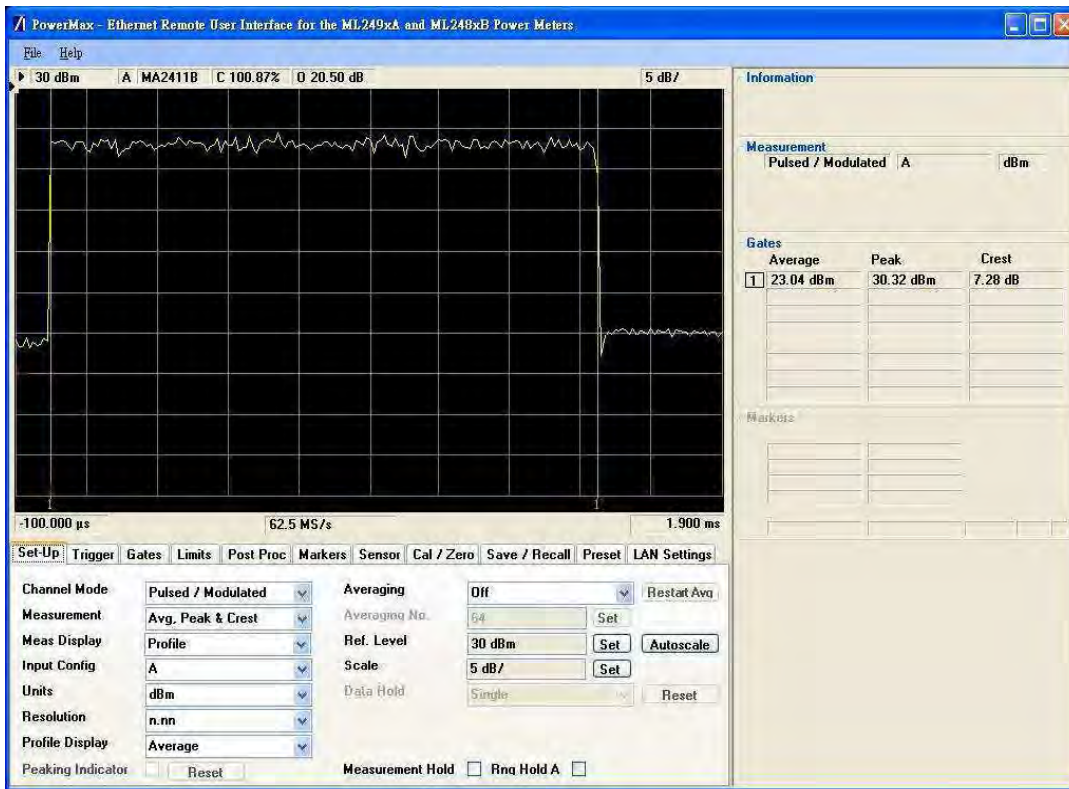 PowerMax - Ethernet Remote User Interface for the ML249xA and ML248xB Power Meters
File Help
30 dBm A MA2411B C 100.87% O 20.50 dB 5 dB/
1 1
-100.000 µs 62.5 MS/s 1.900 ms
Information
Measurement
Pulsed / Modulated A dBm
Gates
Average Peak Crest
1 23.04 dBm 30.32 dBm 7.28 dB
Markers
Set-Up Trigger Gates Limits Post Proc Markers Sensor Cal / Zero Save / Recall Preset LAN Settings
Channel Mode Pulsed / Modulated Averaging Off Restart Avg
Measurement Avg, Peak & Crest Averaging No. 64 Set
Meas Display Profile Ref. Level 30 dBm Set Autoscale
Input Config A Scale 5 dB/ Set
Units dBm Data Hold Single Reset
Resolution n.nn
Profile Display Average
Peaking Indicator Reset Measurement Hold Rng Hold A